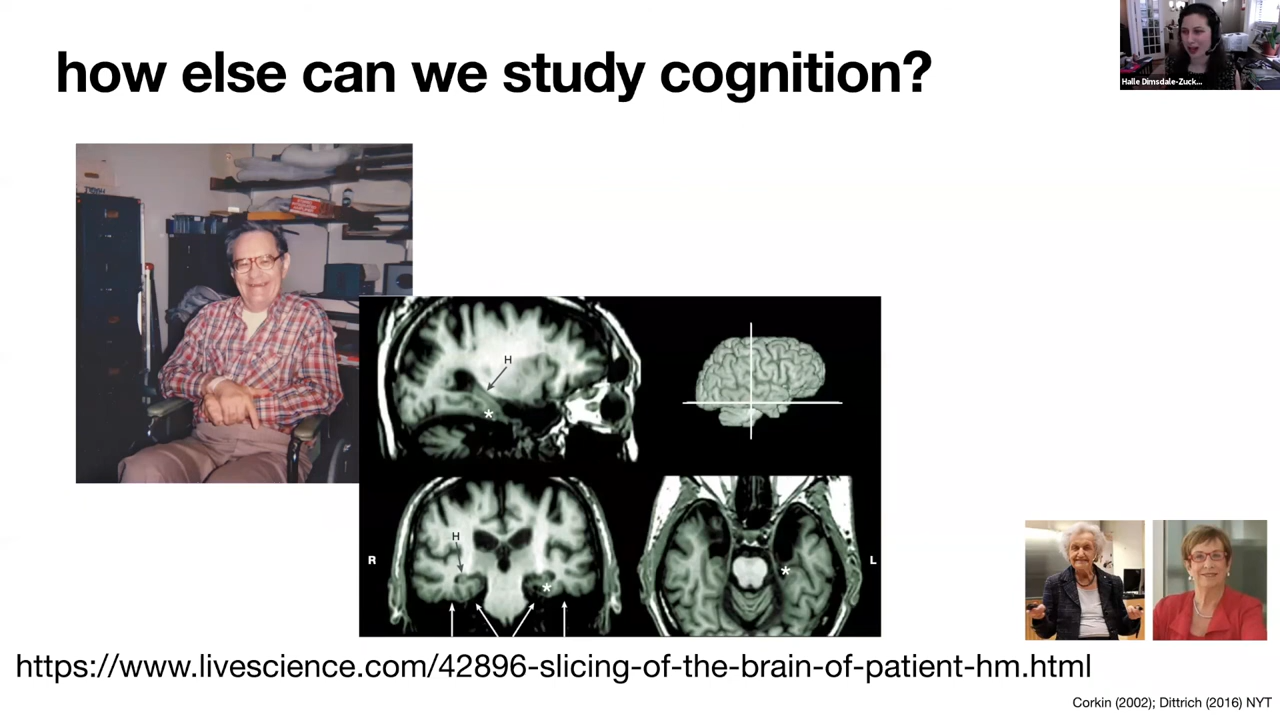 how else can we study cognition?
Halle Dimsdale-Zuck...
H
H
R
L
https://www.livescience.com/42896-slicing-of-the-brain-of-patient-hm.html
Corkin (2002); Dittrich (2016) NYT